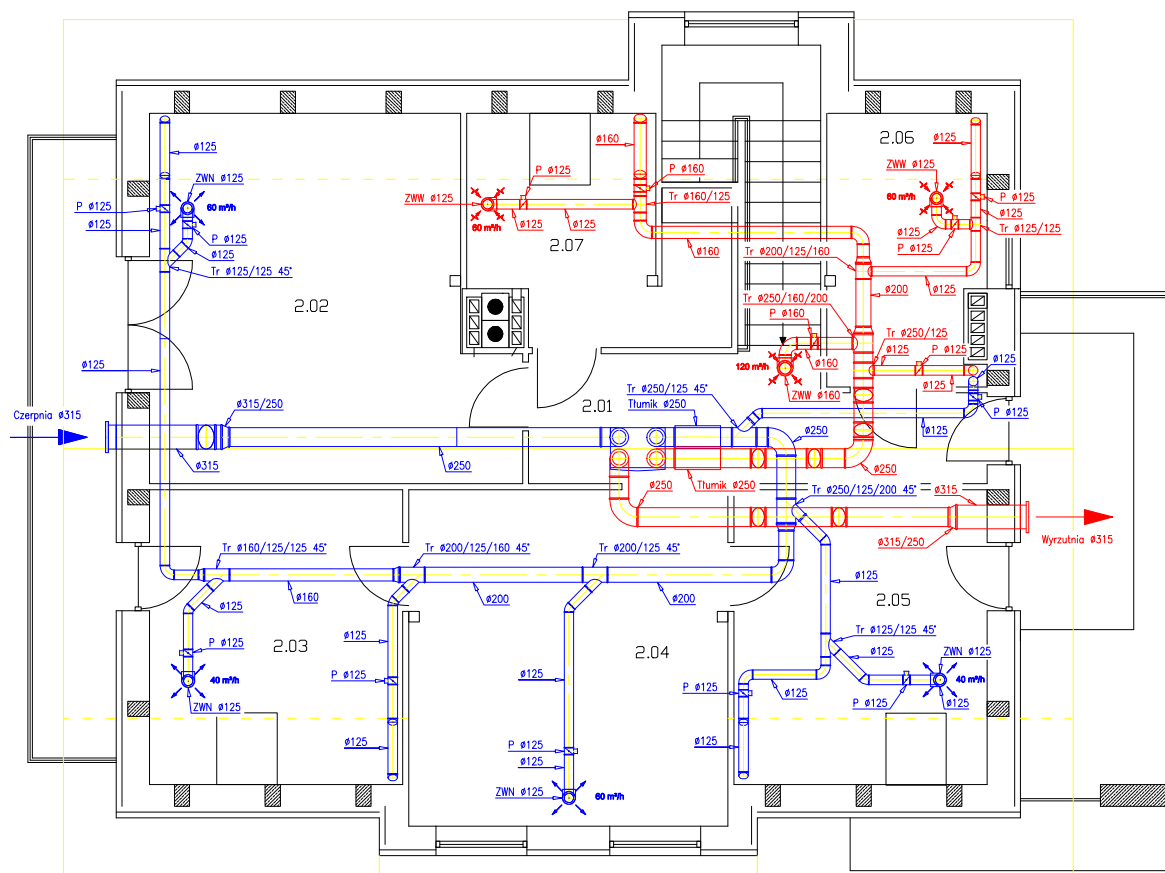 2.06
ø125
ø125
ø160
P ø125
P ø160
ZWW ø125
ZWN ø125
P ø125
60 m³/h
ZWW ø125
Tr ø160/125
60 m³/h
P ø125
ø125
ø125
ø125
ø125
Tr ø125/125
60 m³/h
P ø125
ø125
ø160
P ø125
2.07
ø125
Tr ø200/125/160
Tr ø125/125 45°
ø125
ø200
2.02
Tr ø250/160/200
P ø160
Tr ø250/125
ø125
P ø125
ø125
ø160
120 m³/h
ø125
ø125
Tr ø250/125 45°
ZWW ø160
2.01
Tłumik ø250
ø315/250
Czerpnia ø315
P ø125
ø250
ø125
ø315
ø250
ø250
ø250
Tłumik ø250
Tr ø250/125/200 45°
ø315
Wyrzutnia ø315
ø315/250
Tr ø160/125/125 45°
Tr ø200/125/160 45°
Tr ø200/125 45°
ø125
ø160
ø200
ø200
2.05
ø125
2.03
ø125
2.04
Tr ø125/125 45°
P ø125
ø125
ZWN ø125
40 m³/h
P ø125
ø125
40 m³/h
P ø125
ø125
ZWN ø125
P ø125
ø125
ø125
ø125
P ø125
ø125
ZWN ø125
60 m³/h